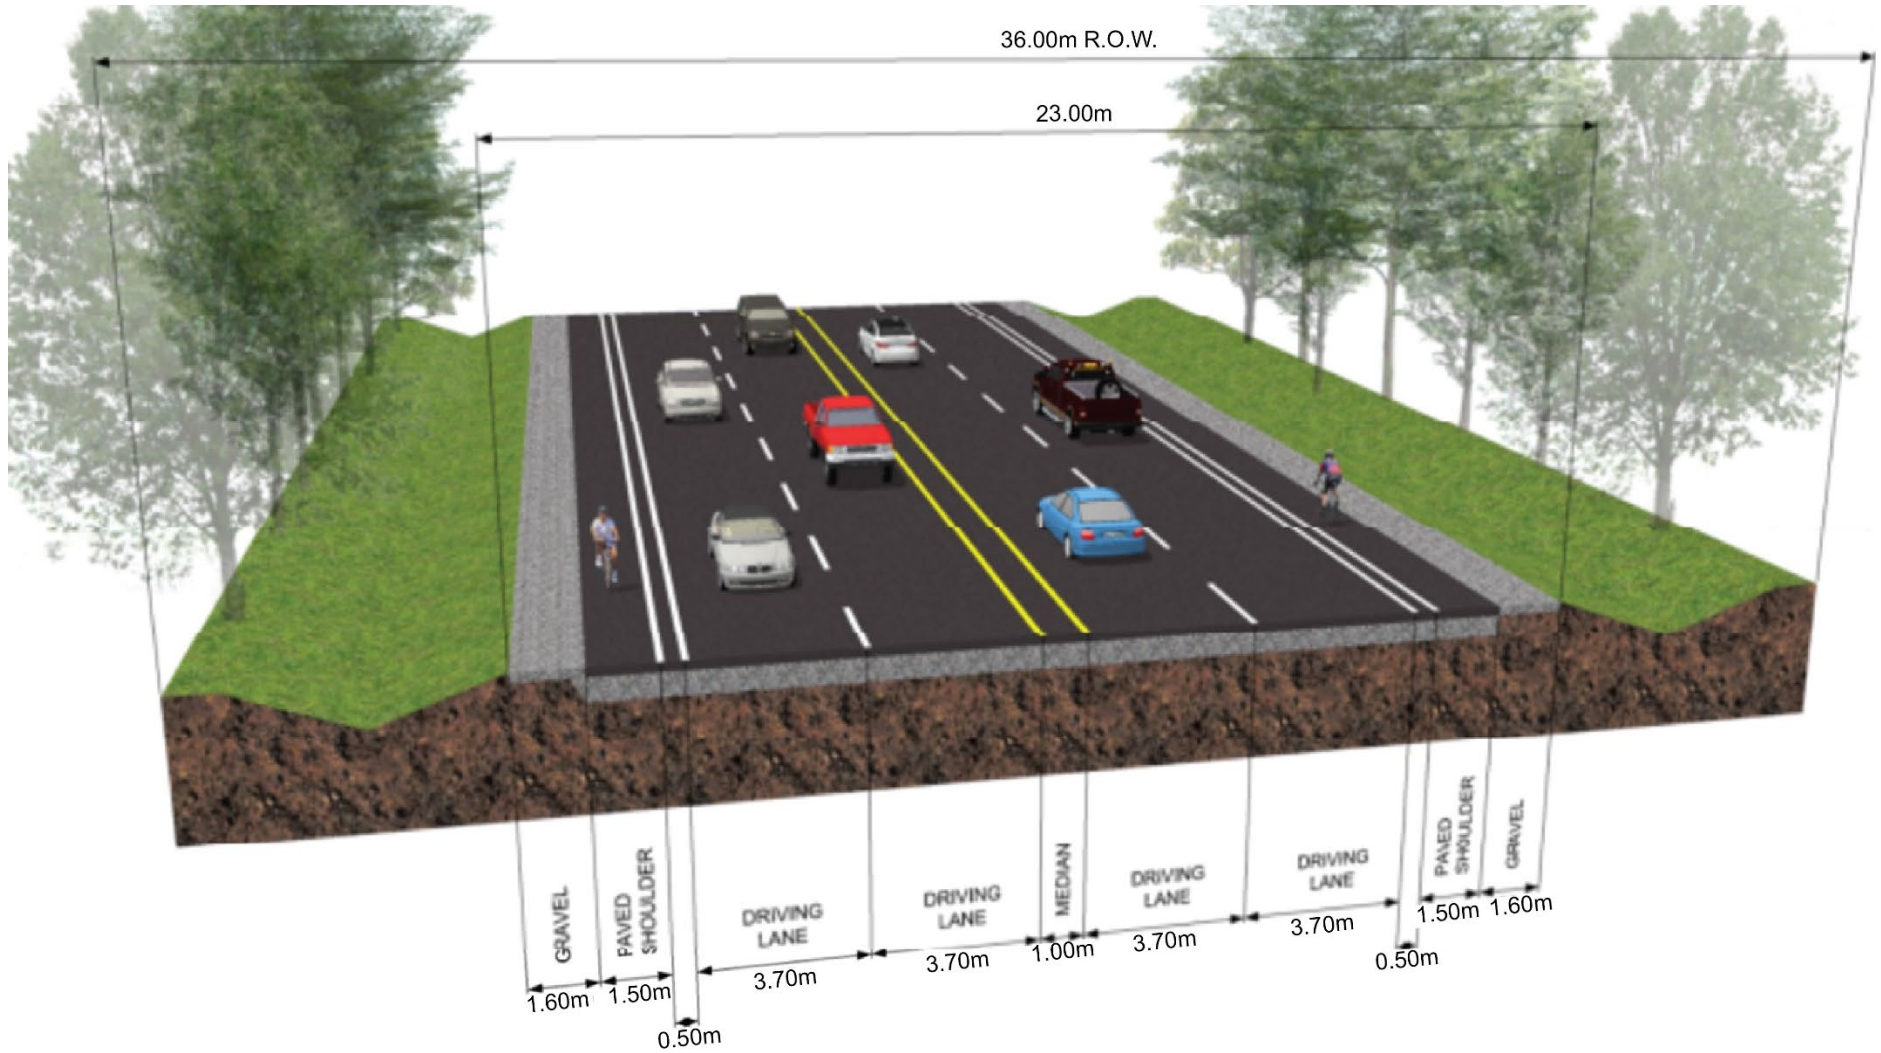 36.00m R.O.W.
23.00m
GRAVEL
PAVED
SHOULDER
DRIVING
LANE
DRIVING
LANE
MEDIAN
DRIVING
LANE
DRIVING
LANE
PAVED
SHOULDER
GRAVEL
1.60m
1.50m
0.50m
3.70m
3.70m
1.00m
3.70m
3.70m
0.50m
1.50m
1.60m